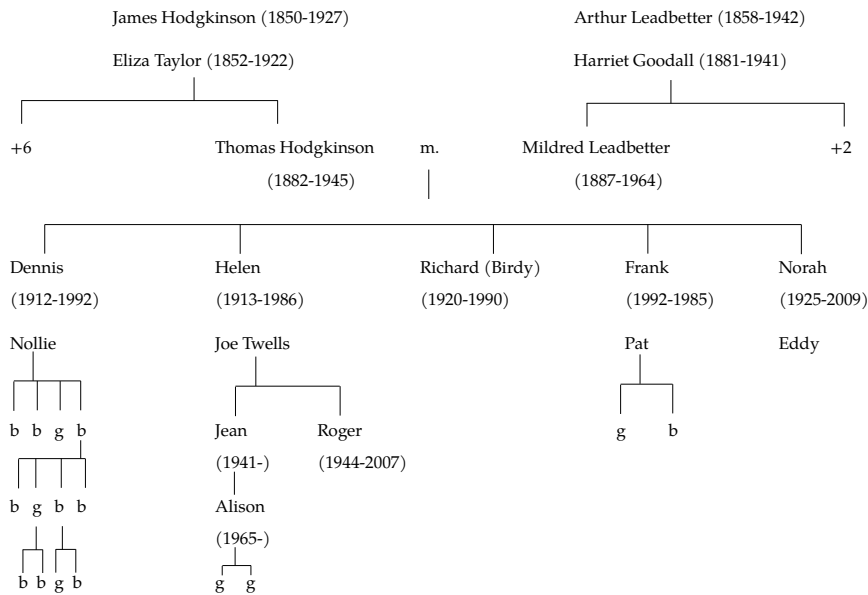 James Hodgkinson (1850-1927) Arthur Leadbetter (1858-1942)
Eliza Taylor (1852-1922) Harriet Goodall (1881-1941)
+6 Thomas Hodgkinson m. Mildred Leadbetter +2
(1882-1945) (1887-1964)
Dennis Helen Richard (Birdy) Frank Norah
(1912-1992) (1913-1986) (1920-1990) (1992-1985) (1925-2009)
Nollie Joe Twells Pat Eddy
b b g b Jean Roger g b
(1941-) (1944-2007)
b g b b Alison
(1965-)
b b g b g g